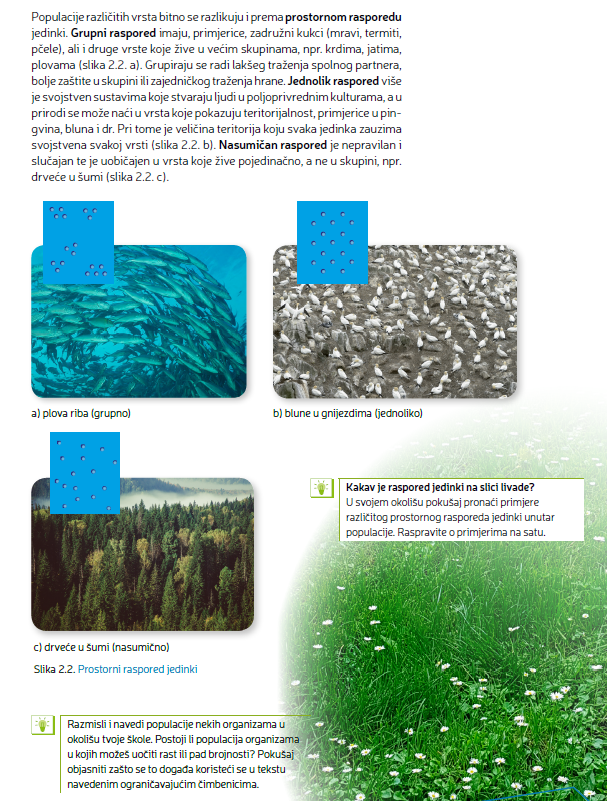 Populacije različitih vrsta bitno se razlikuju i prema prostornom rasporedu
jedinki. Grupni raspored imaju, primjerice, zadružni kukci (mravi, termiti,
pčele), ali i druge vrste koje žive u većim skupinama, npr. krdima, jatima,
plovama (slika 2.2. a). Grupiraju se radi lakšeg traženja spolnog partnera,
bolje zaštite u skupini ili zajedničkog traženja hrane. Jednolik raspored više
je svojstven sustavima koje stvaraju ljudi u poljoprivrednim kulturama, a u
prirodi se može naći u vrsta koje pokazuju teritorijalnost, primjerice u pin-
gvina, bluna i dr. Pri tome je veličina teritorija koju svaka jedinka zauzima
svojstvena svakoj vrsti (slika 2.2. b). Nasumičan raspored je nepravilan i
slučajan te je uobičajen u vrsta koje žive pojedinačno, a ne u skupini, npr.
drveće u šumi (slika 2.2. c).
a) plova riba (grupno)
b) blune u gnijezdima (jednoliko)
Kakav je raspored jedinki na slici livade?
U svojem okolišu pokušaj pronaći primjere
različitog prostornog rasporeda jedinki unutar
populacije. Raspravite o primjerima na satu.
c) drveće u šumi (nasumično)
Slika 2.2. Prostorni raspored jedinki
Razmisli i navedi populacije nekih organizama u
okolišu tvoje škole. Postoji li populacija organizama
u kojih možeš uočiti rast ili pad brojnosti? Pokušaj
objasniti zašto se to događa koristeći se u tekstu
navedenim ograničavajućim čimbenicima.